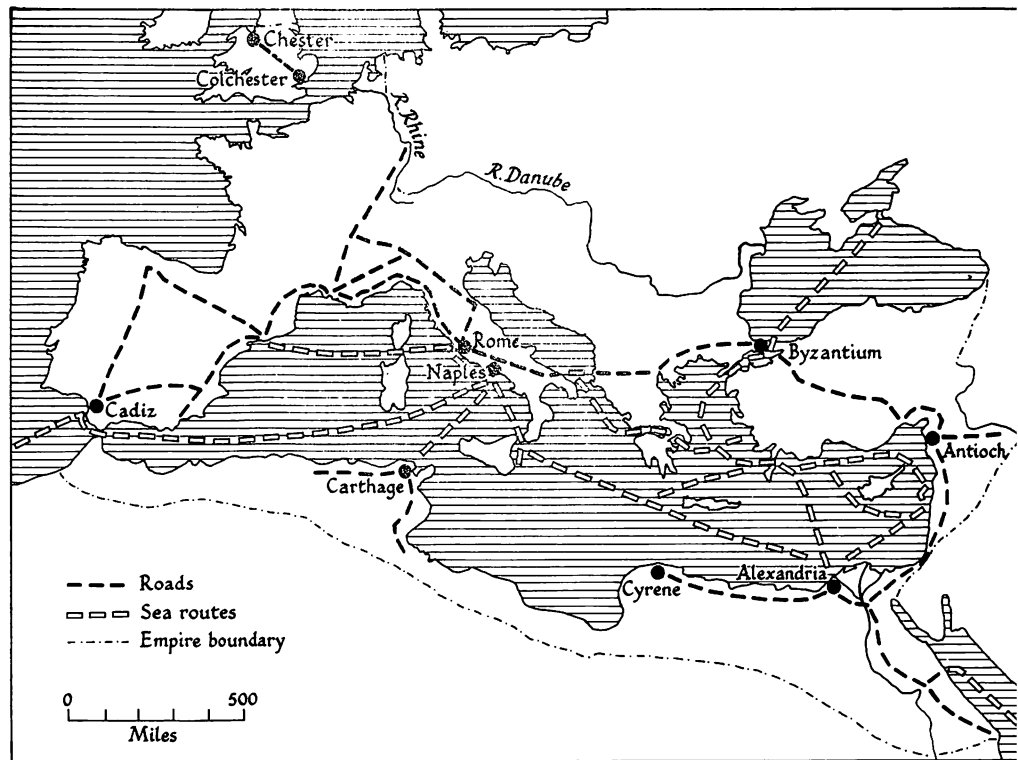 Chester
Colchester
R. Rhine
R. Danube
Rome
Byzantium
Naples
Cadiz
Antioch
Carthage
Alexandria
Cyrene
Roads
Sea routes
Empire boundary
0 500
Miles